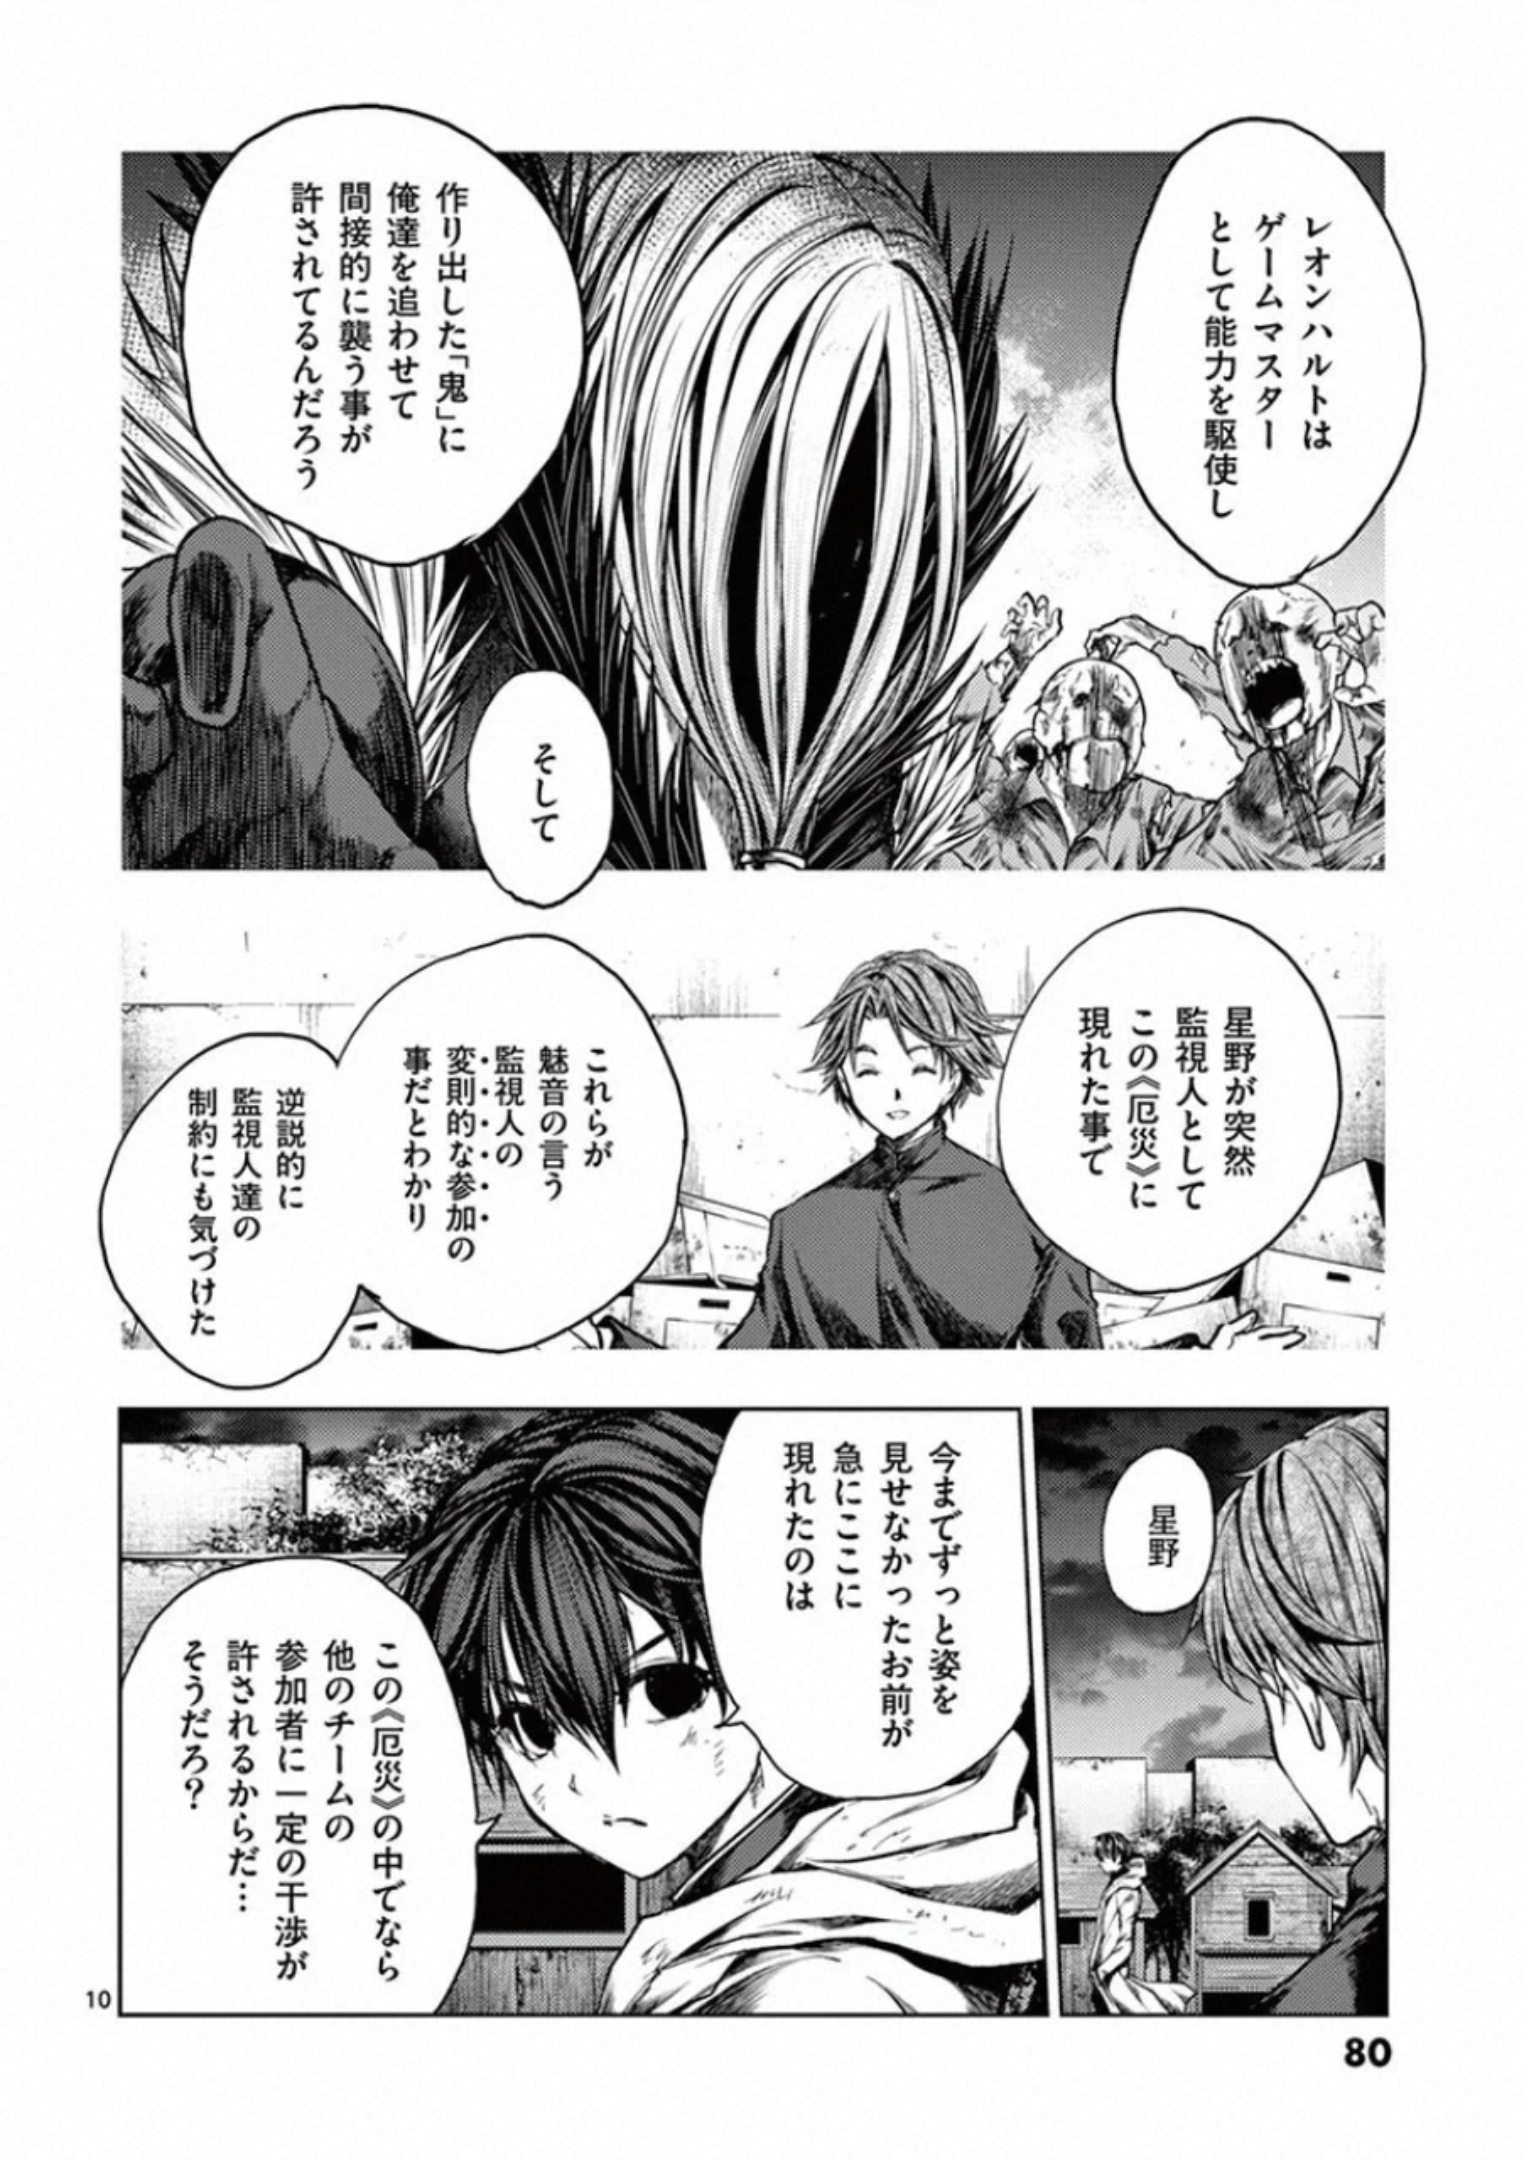 レオンハルトは
ゲームマスター
として能力を駆使し
作り出した「鬼」に
俺達を追わせて
間接的に襲う事が
許されてるんだろう
そして
星野が突然
監視人として
この《厄災》に
現れた事で
これらが
魅音の言う
監視人の
変則的な参加の
事だとわかり
逆説的に
監視人達の
制約にも気づけた
星野
今までずっと姿を
見せなかったお前が
急にここに
現れたのは
この《厄災》の中でなら
他のチームの
参加者に一定の干渉が
許されるからだ…
そうだろ？
10
80